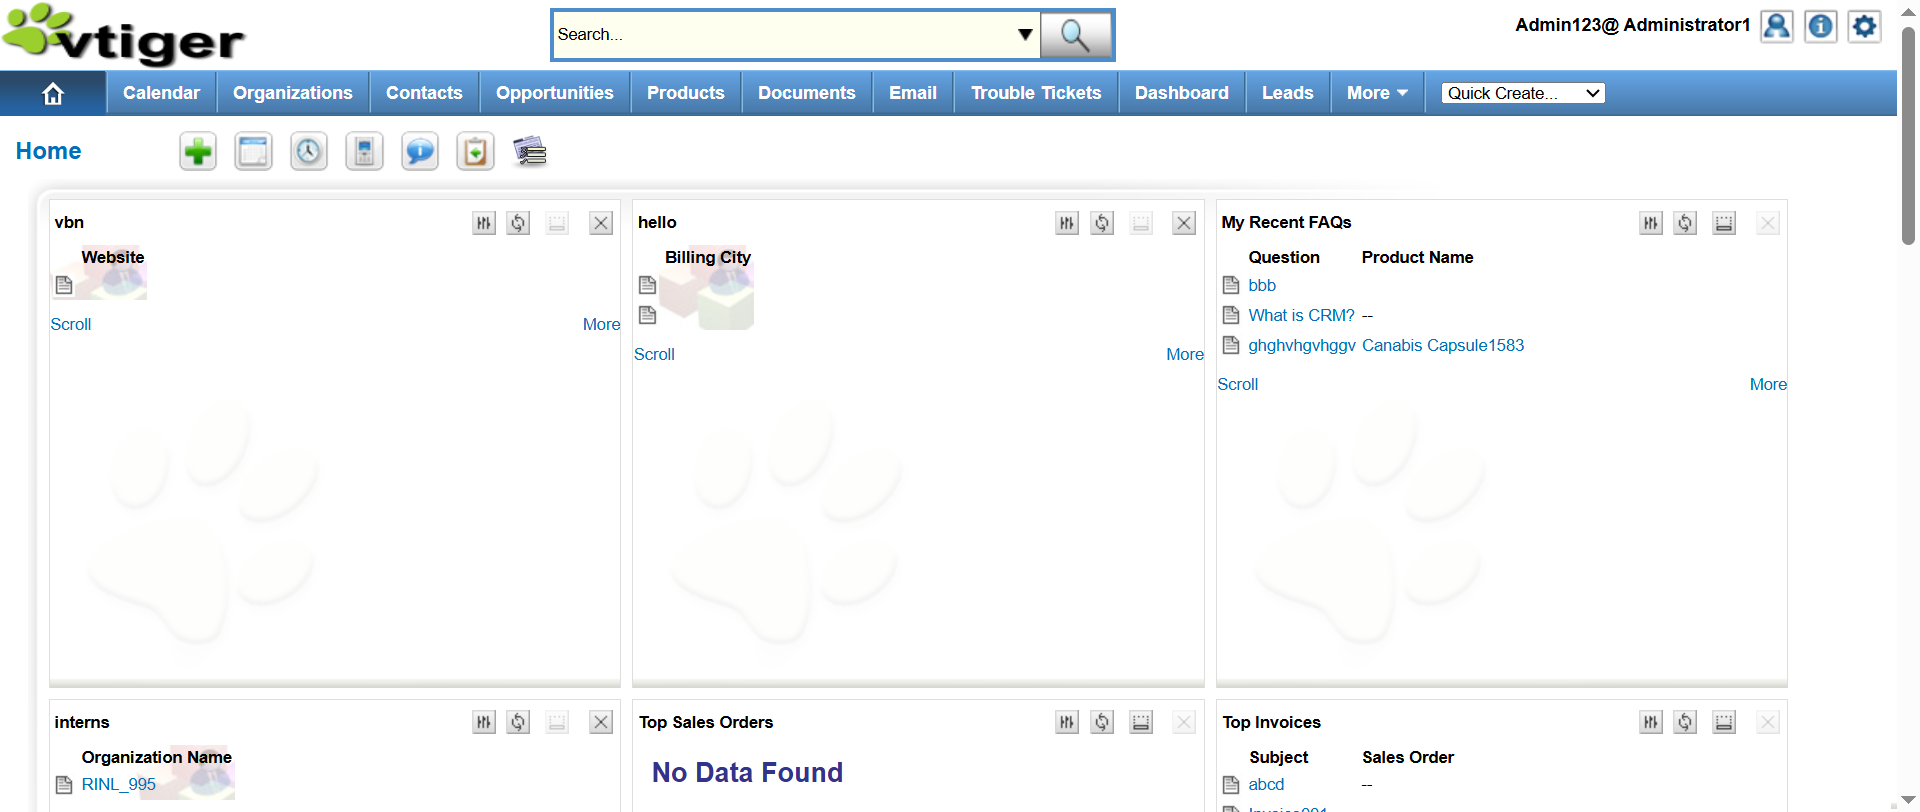 vtiger
Search...
Admin123@ Administrator1
Calendar Organizations Contacts Opportunities Products Documents Email Trouble Tickets Dashboard Leads More Quick Create...
Home
vbn
Website
Scroll More
hello
Billing City
Scroll More
My Recent FAQs
Question Product Name
bbb
What is CRM? --
ghghvhgvhggv Canabis Capsule1583
Scroll More
interns
Organization Name
RINL_995
Top Sales Orders
No Data Found
Top Invoices
Subject Sales Order
abcd --